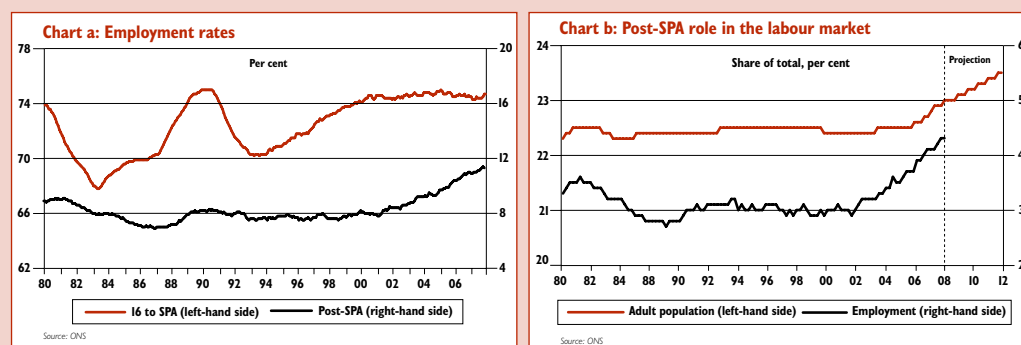 Chart a: Employment rates
78
20
Per cent
74
16
70
12
66
8
62
4
80 82 84 86 88 90 92 94 96 98 00 02 04 06
16 to SPA (left-hand side) Post-SPA (right-hand side)
Source: ONS
Chart b: Post-SPA role in the labour market
24
Share of total, per cent
Projection
23
22
21
20
80 82 84 86 88 90 92 94 96 98 00 02 04 06 08 10 12
Adult population (left-hand side) Employment (right-hand side)
Source: ONS